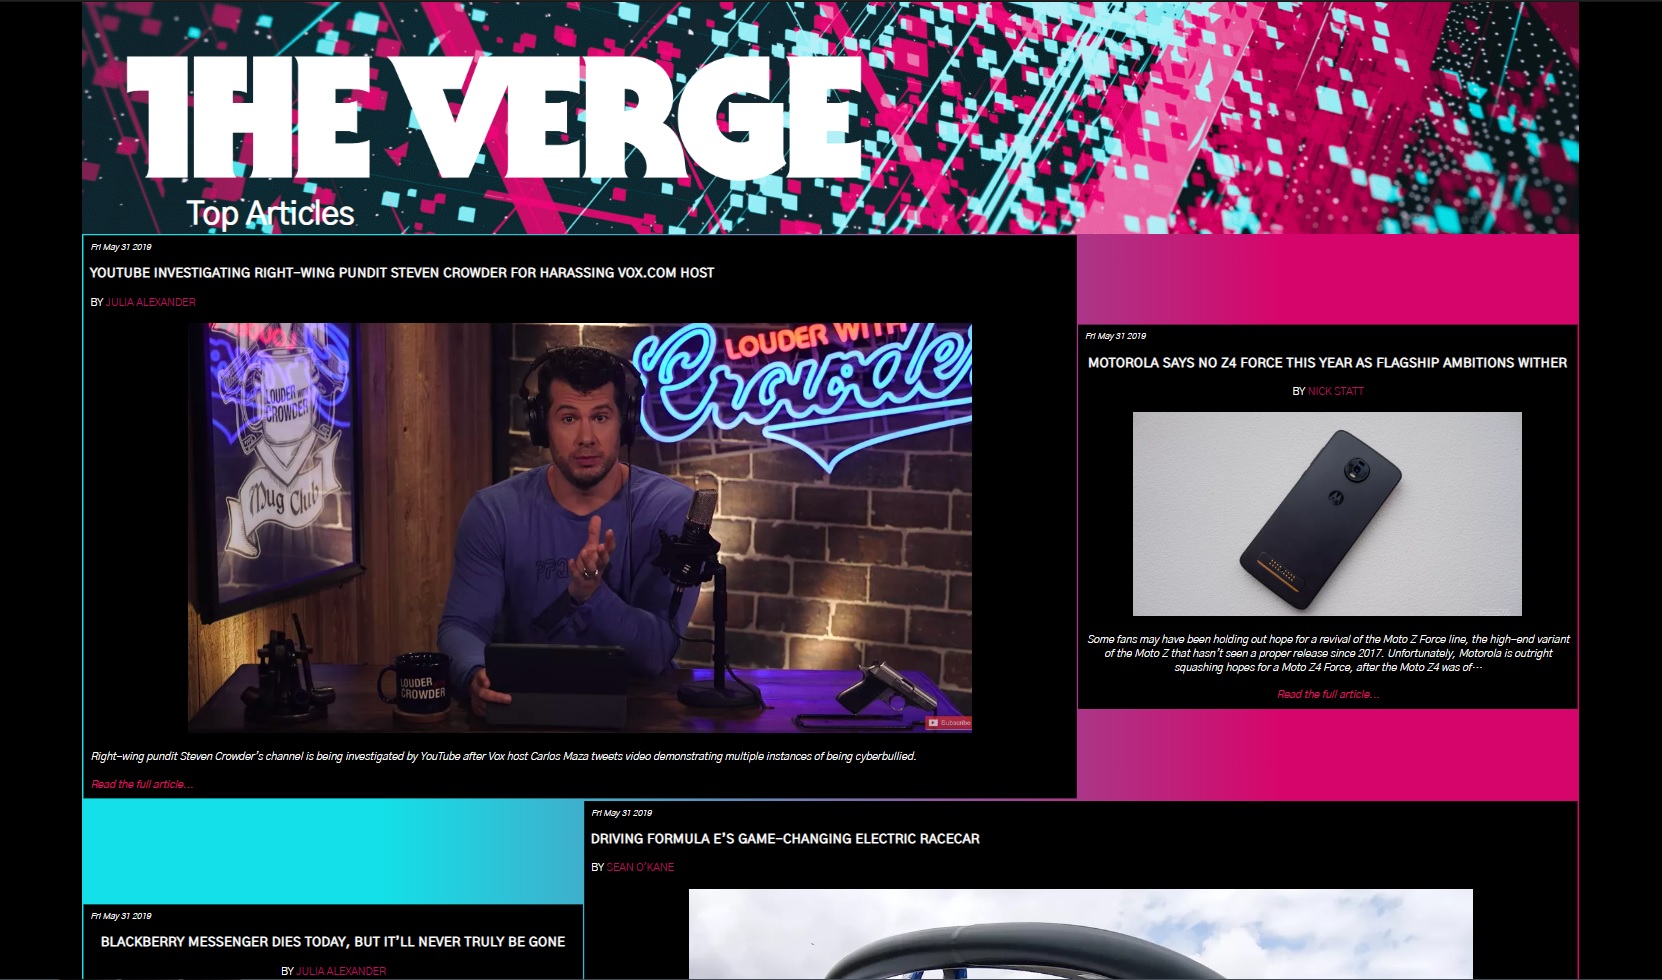 THE VERGE
Top Articles
Fri May 31 2019
YOUTUBE INVESTIGATING RIGHT-WING PUNDIT STEVEN CROWDER FOR HARASSING VOX.COM HOST
BY JULIA ALEXANDER
LOUDER WITH
Crowder
LOUDER
CROWDER
Mug Club
LOUDER
CROWDER
Subscribe
Right-wing pundit Steven Crowder's channel is being investigated by YouTube after Vox host Carlos Maza tweets video demonstrating multiple instances of being cyberbullied.
Read the full article...
Fri May 31 2019
MOTOROLA SAYS NO Z4 FORCE THIS YEAR AS FLAGSHIP AMBITIONS WITHER
BY NICK STATT
Some fans may have been holding out hope for a revival of the Moto Z Force line, the high-end variant
of the Moto Z that hasn't seen a proper release since 2017. Unfortunately, Motorola is outright
squashing hopes for a Moto Z4 Force, after the Moto Z4 was of…
Read the full article...
Fri May 31 2019
DRIVING FORMULA E'S GAME-CHANGING ELECTRIC RACECAR
BY SEAN O'KANE
Fri May 31 2019
BLACKBERRY MESSENGER DIES TODAY, BUT IT'LL NEVER TRULY BE GONE
BY JULIA ALEXANDER